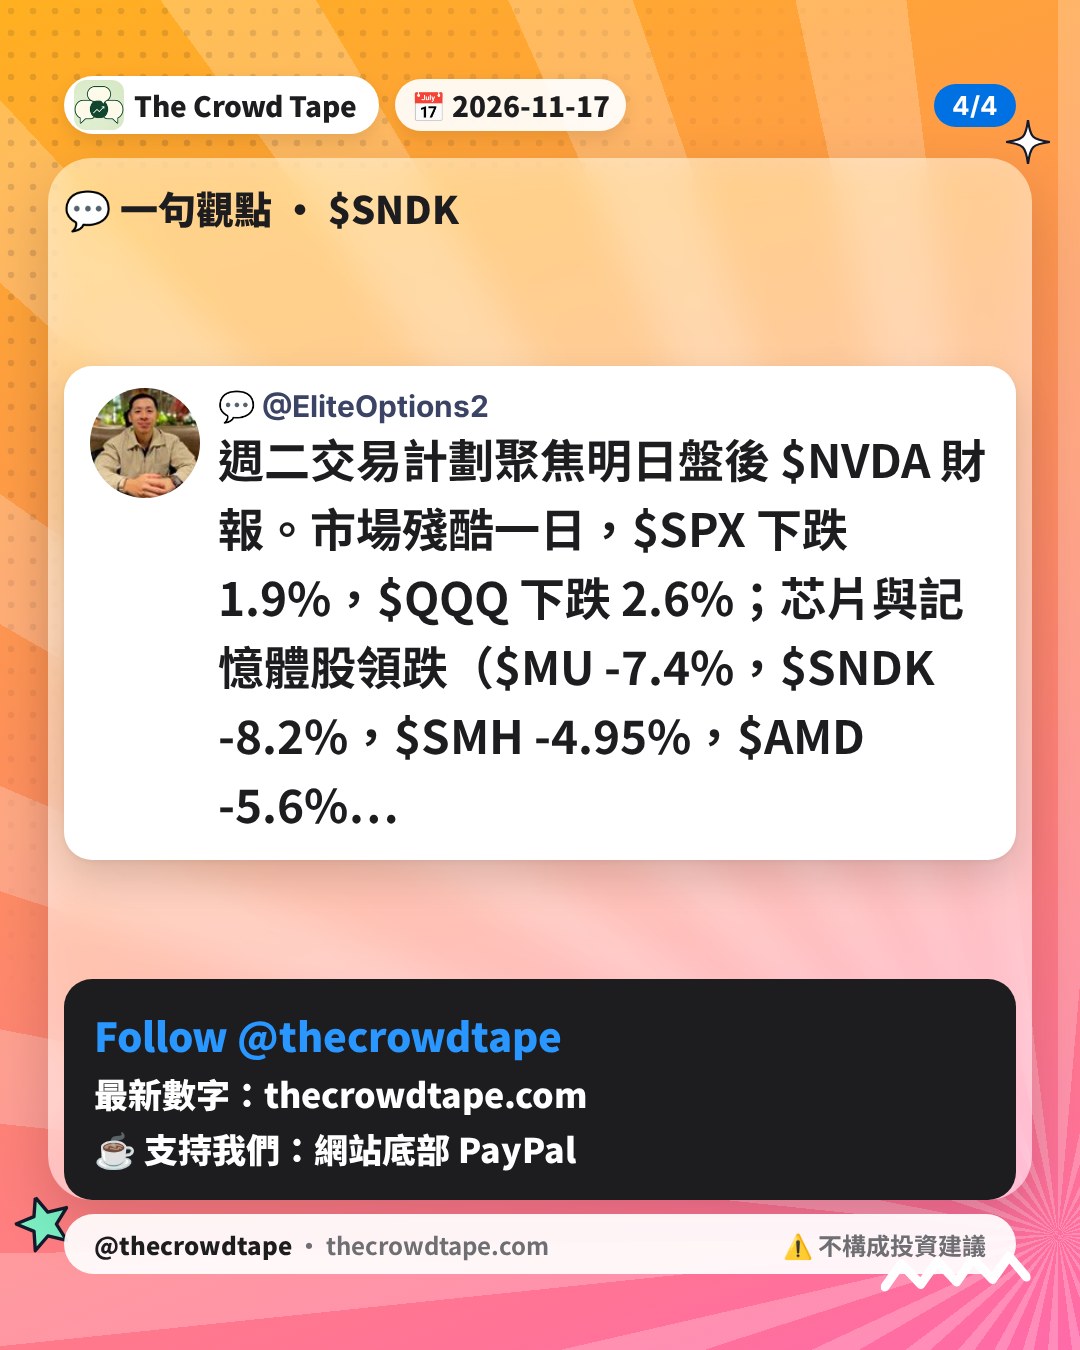 The Crowd Tape
July 17
2026-11-17
4/4
💬 一句觀點 · $SNDK
💬 @EliteOptions2
週二交易計劃聚焦明日盤後 $NVDA 財
報。市場殘酷一日，$SPX 下跌
1.9%，$QQQ 下跌 2.6%；芯片與記
憶體股領跌（$MU -7.4%，$SNDK
-8.2%，$SMH -4.95%，$AMD
-5.6%...
Follow @thecrowdtape
最新數字：thecrowdtape.com
☕ 支持我們：網站底部 PayPal
@thecrowdtape · thecrowdtape.com
⚠️ 不構成投資建議